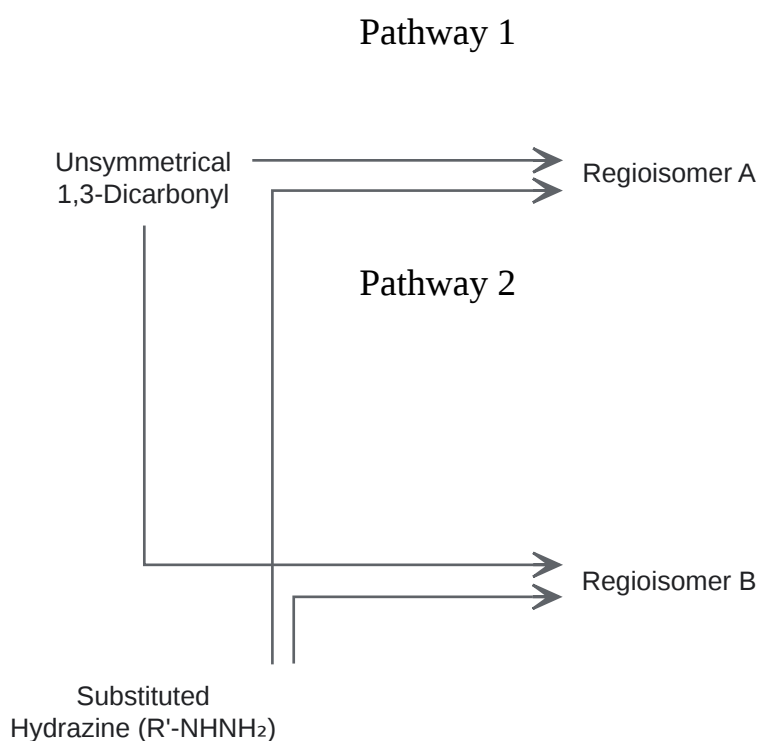 Pathway 1
Unsymmetrical
1,3-Dicarbonyl
Regioisomer A
Pathway 2
Regioisomer B
Substituted
Hydrazine (R'-NHNH₂)